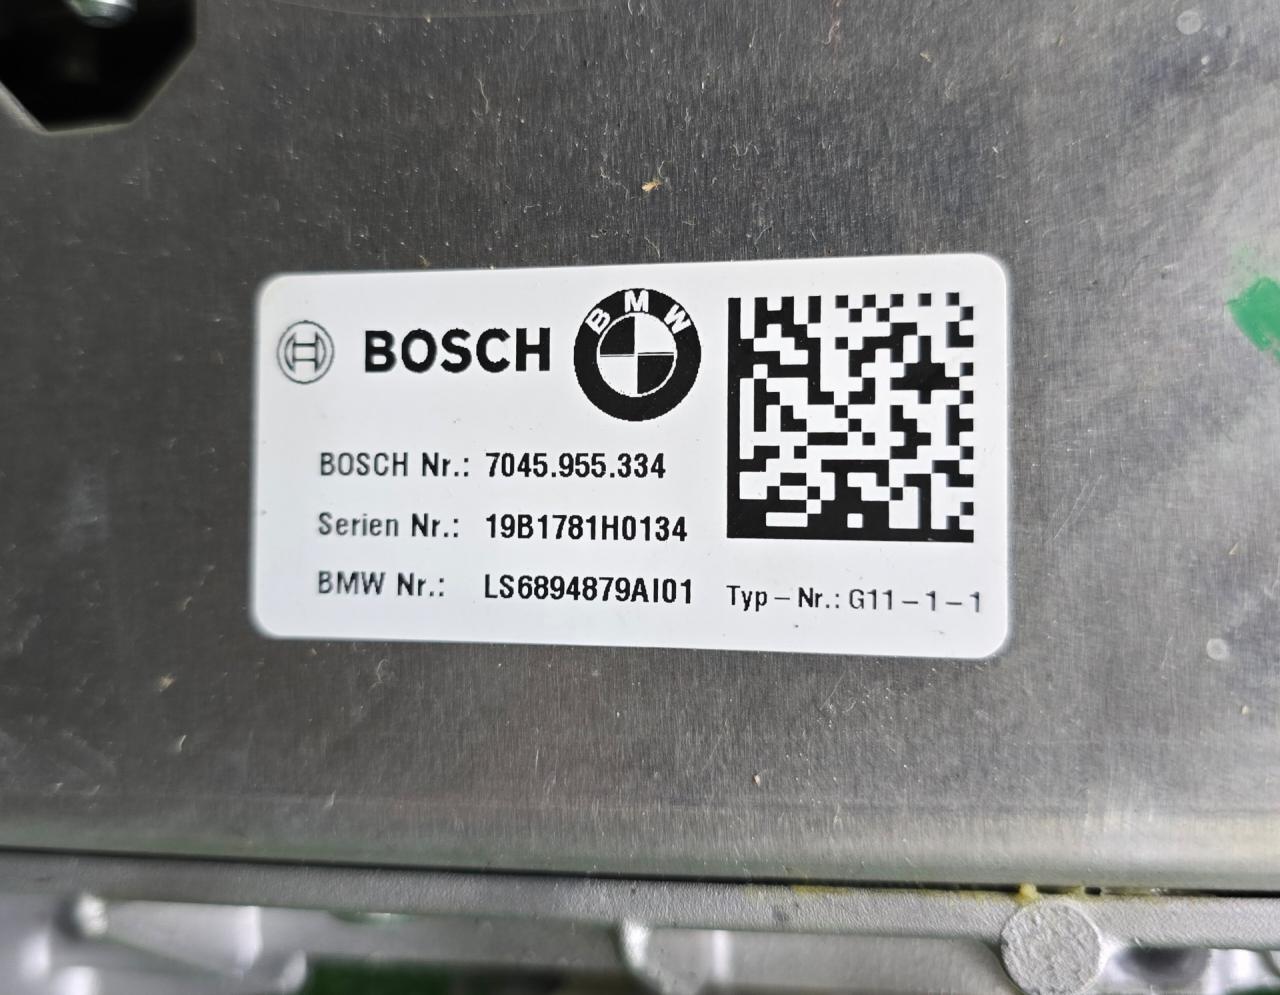 BOSCH BMW
BOSCH Nr.: 7045.955.334
Serien Nr.: 19B1781H0134
BMW Nr.: LS6894879AI01 Typ-Nr.: G11-1-1